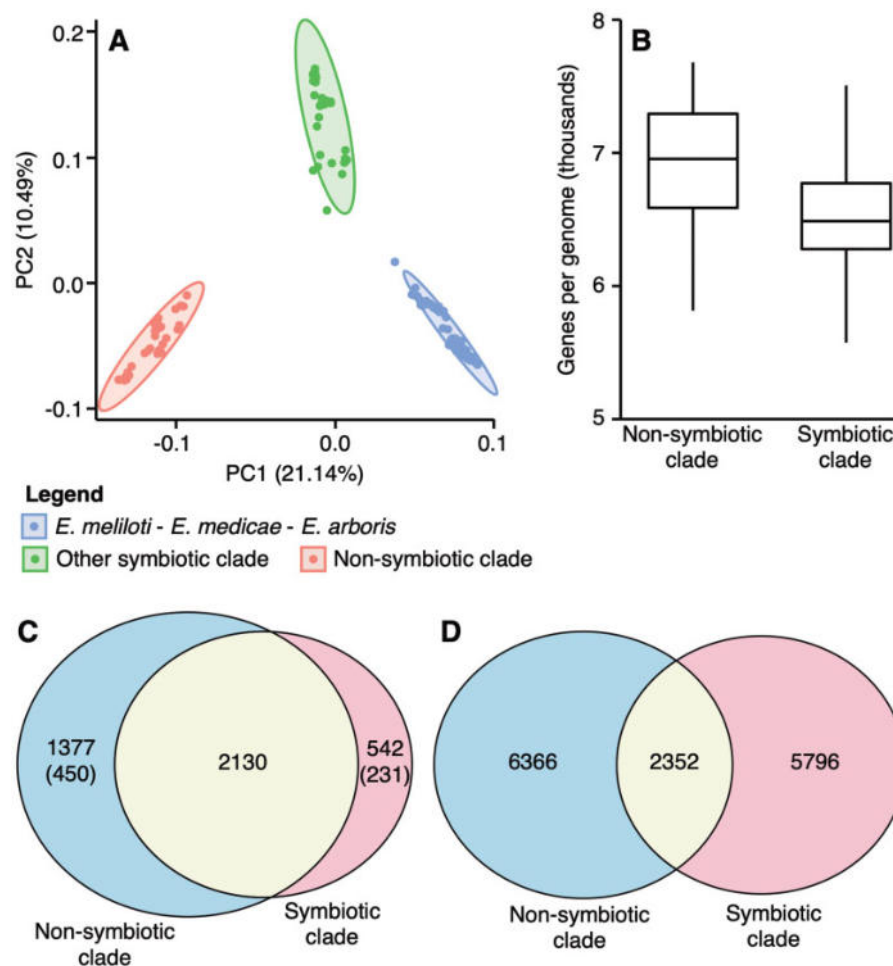 A
0.2
0.1
0.0
-0.1
PC2 (10.49%)
-0.1
0.0
0.1
PC1 (21.14%)
B
8
7
6
5
Genes per genome (thousands)
Non-symbiotic
clade
Symbiotic
clade
Legend
E. meliloti - E. medicae - E. arboris
Other symbiotic clade
Non-symbiotic clade
C
1377
(450)
2130
542
(231)
Non-symbiotic
clade
Symbiotic
clade
D
6366
2352
5796
Non-symbiotic
clade
Symbiotic
clade